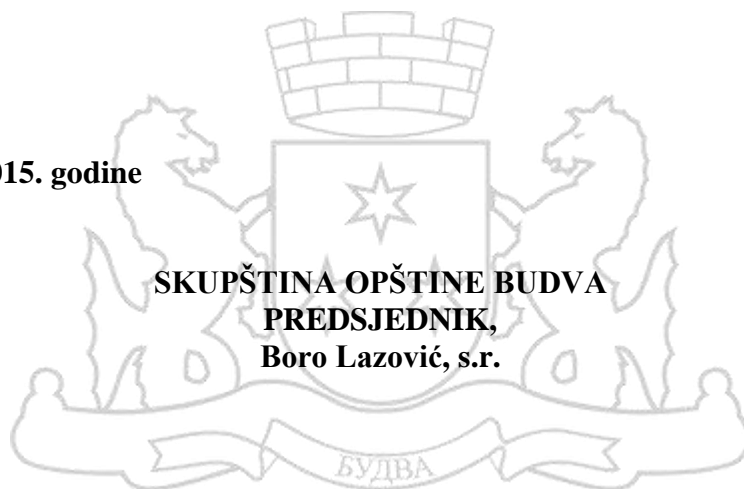 015. godine
SKUPŠTINA OPŠTINE BUDVA
PREDSJEDNIK,
Boro Lazović, s.r.
БУДВА